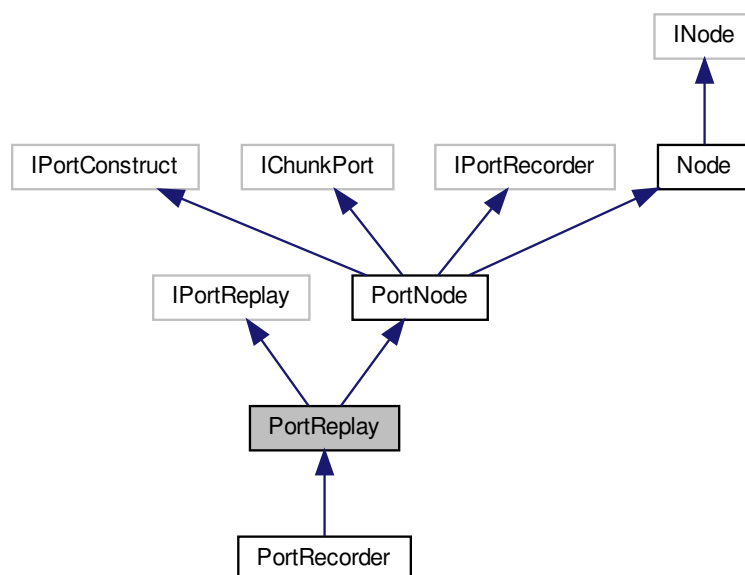 INode
IPortConstruct
IChunkPort
IPortRecorder
Node
IPortReplay
PortNode
PortReplay
PortRecorder